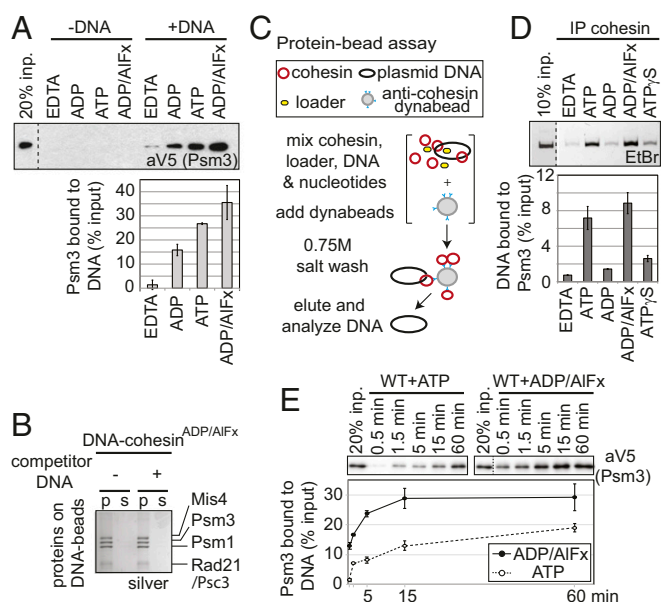 A
-DNA +DNA
20% inp.
EDTA
ADP
ATP
ADP/AlFx
EDTA
ADP
ATP
ADP/AlFx
aV5 (Psm3)
Psm3 bound to
DNA (% input)
40
30
20
10
0
EDTA
ADP
ATP
ADP/AlFx
B
DNA-cohesin ADP/AlFx
competitor
DNA
- +
p s p s
proteins on
DNA-beads
Mis4
Psm3
Psm1
Rad21
/Psc3
silver
C
Protein-bead assay
cohesin plasmid DNA
loader anti-cohesin
dynabead
mix cohesin,
loader, DNA
& nucleotides
+
add dynabeads
0.75M
salt wash
elute and
analyze DNA
D
IP cohesin
10% inp.
EDTA
ATP
ADP
ADP/AlFx
ATPγS
EtBr
DNA bound to
Psm3 (% input)
12
8
4
0
EDTA
ATP
ADP
ADP/AlFx
ATPγS
E
WT+ATP WT+ADP/AlFx
20% inp.
0.5 min
1.5 min
5 min
15 min
60 min
20% inp.
0.5 min
1.5 min
5 min
15 min
60 min
aV5
(Psm3)
Psm3 bound to
DNA (% input)
30
20
10
0
ADP/AlFx
ATP
5 15 60 min